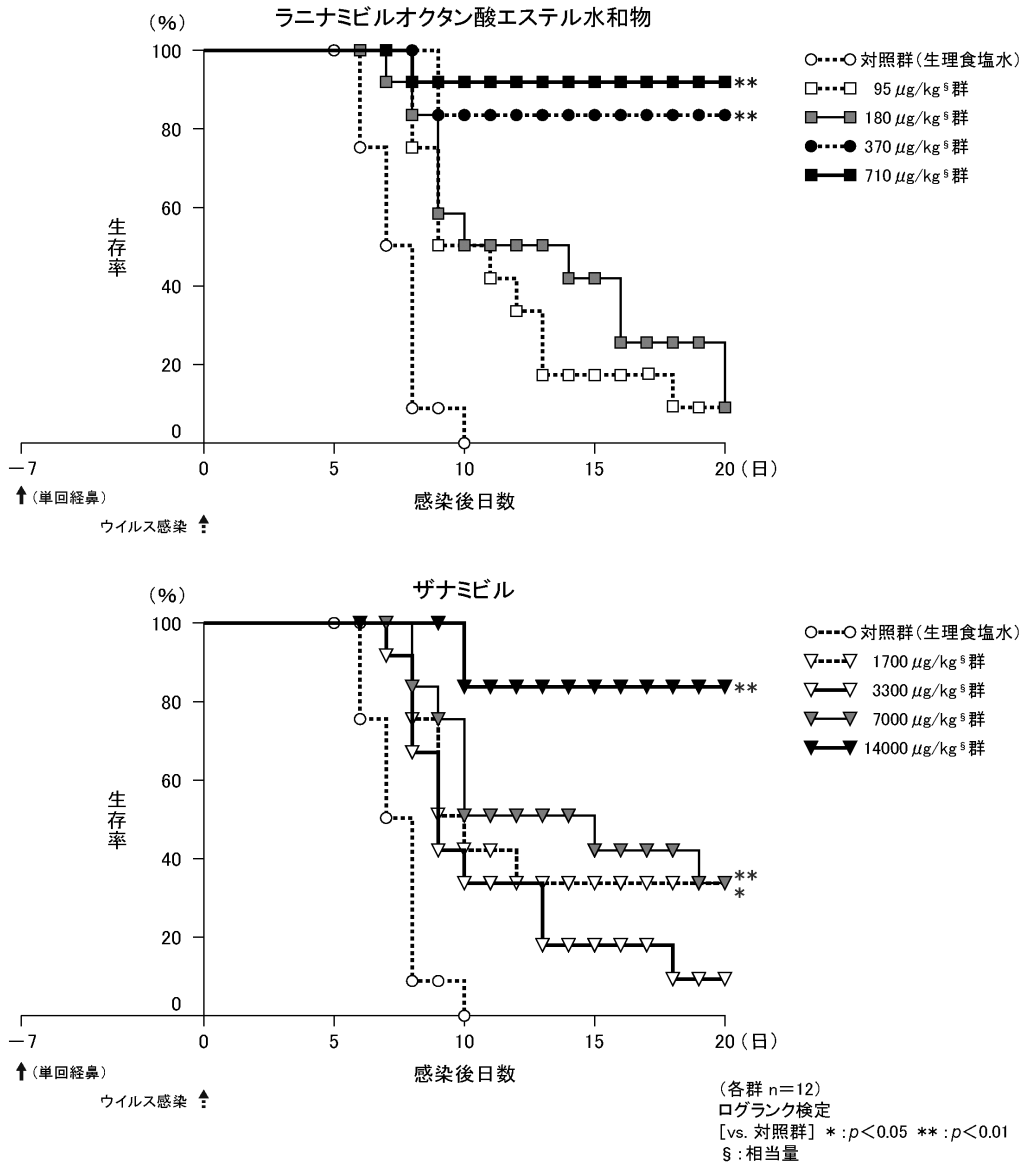 ラニナミビルオクタン酸エステル水和物
(%)
100
80
60
40
20
0
生存率
−7
0
5
10
15
20(日)
感染後日数
(単回経鼻)
ウイルス感染
対照群(生理食塩水)
95 μg/kg§群
180 μg/kg§群
370 μg/kg§群
710 μg/kg§群
**
**
ザナミビル
(%)
100
80
60
40
20
0
生存率
−7
0
5
10
15
20(日)
感染後日数
(単回経鼻)
ウイルス感染
対照群(生理食塩水)
1700 μg/kg§群
3300 μg/kg§群
7000 μg/kg§群
14000 μg/kg§群
**
**
*
(各群 n=12)
ログランク検定
[vs. 対照群] *:p<0.05 **:p<0.01
§:相当量